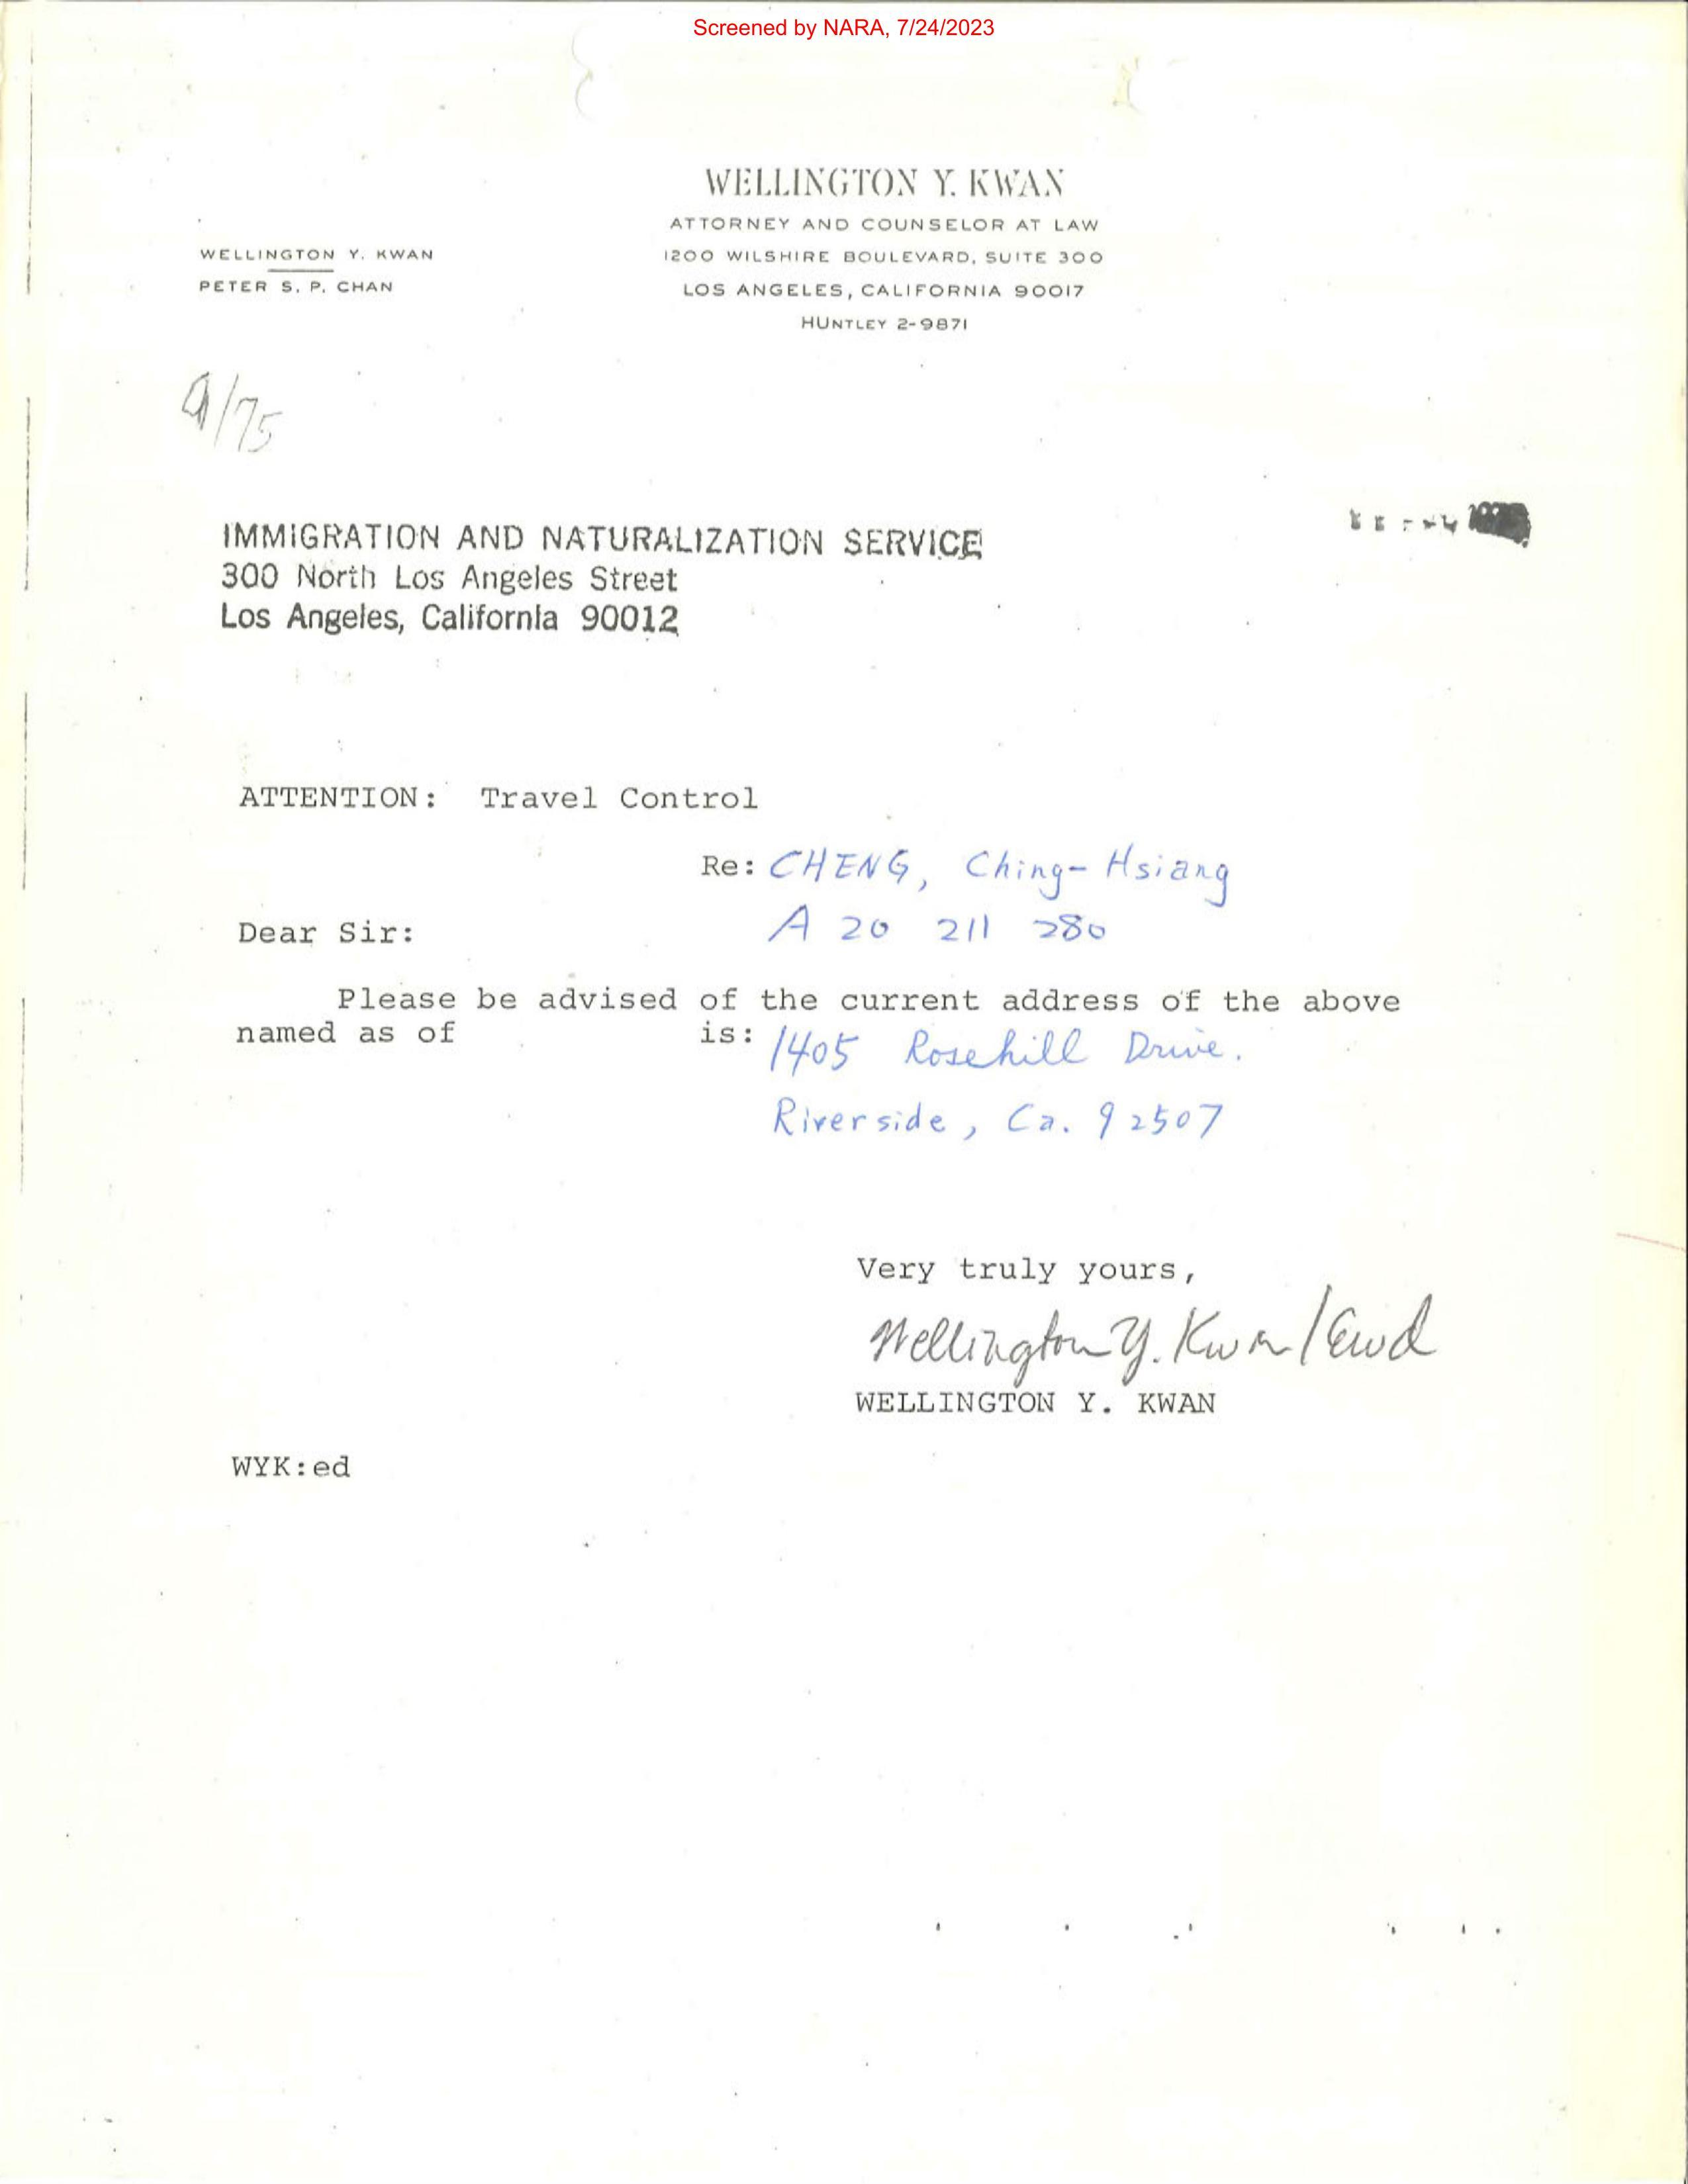 Screened by NARA, 7/24/2023
WELLINGTON Y. KWAN
ATTORNEY AND COUNSELOR AT LAW
1200 WILSHIRE BOULEVARD, SUITE 300
LOS ANGELES, CALIFORNIA 90017
HUNTLEY 2-9871
WELLINGTON Y. KWAN
PETER S. P. CHAN
9/75
IMMIGRATION AND NATURALIZATION SERVICE
300 North Los Angeles Street
Los Angeles, California 90012
ATTENTION: Travel Control
Re: CHENG, Ching-Hsiang
A 20 211 280
Dear Sir:
Please be advised of the current address of the above
named as of is: 1405 Rosehill Drive.
Riverside, Ca. 92507
Very truly yours,
Wellington Y. Kwan
WELLINGTON Y. KWAN
WYK:ed